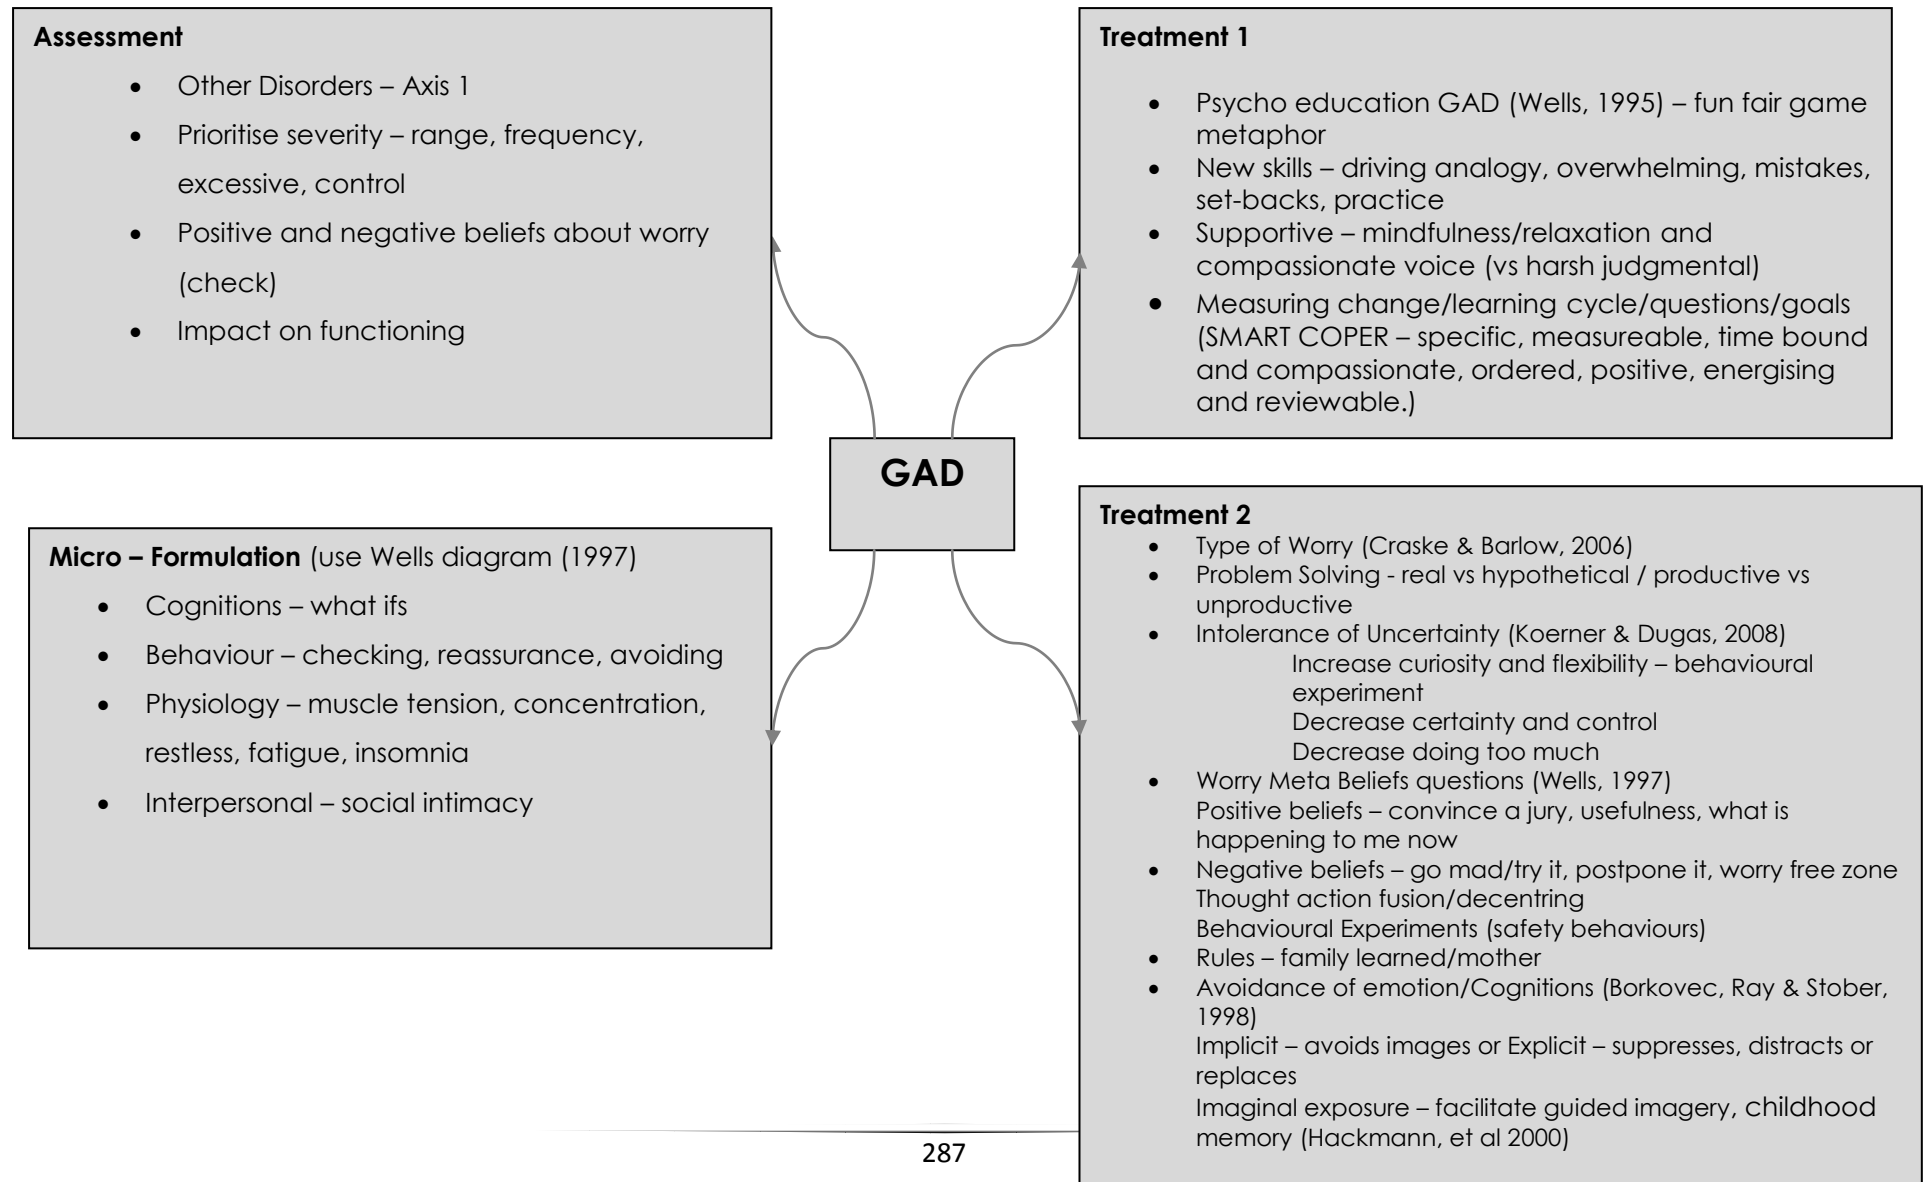 Assessment
• Other Disorders – Axis 1
• Prioritise severity – range, frequency,
excessive, control
• Positive and negative beliefs about worry
(check)
• Impact on functioning
Treatment 1
• Psycho education GAD (Wells, 1995) – fun fair game
metaphor
• New skills – driving analogy, overwhelming, mistakes,
set-backs, practice
• Supportive – mindfulness/relaxation and
compassionate voice (vs harsh judgmental)
• Measuring change/learning cycle/questions/goals
(SMART COPER – specific, measureable, time bound
and compassionate, ordered, positive, energising
and reviewable.)
GAD
Micro – Formulation (use Wells diagram (1997)
• Cognitions – what ifs
• Behaviour – checking, reassurance, avoiding
• Physiology – muscle tension, concentration,
restless, fatigue, insomnia
• Interpersonal – social intimacy
Treatment 2
• Type of Worry (Craske & Barlow, 2006)
• Problem Solving - real vs hypothetical / productive vs
unproductive
• Intolerance of Uncertainty (Koerner & Dugas, 2008)
Increase curiosity and flexibility – behavioural
experiment
Decrease certainty and control
Decrease doing too much
• Worry Meta Beliefs questions (Wells, 1997)
Positive beliefs – convince a jury, usefulness, what is
happening to me now
• Negative beliefs – go mad/try it, postpone it, worry free zone
Thought action fusion/decentring
Behavioural Experiments (safety behaviours)
• Rules – family learned/mother
• Avoidance of emotion/Cognitions (Borkovec, Ray & Stober,
1998)
Implicit – avoids images or Explicit – suppresses, distracts or
replaces
Imaginal exposure – facilitate guided imagery, childhood
memory (Hackmann, et al 2000)
287